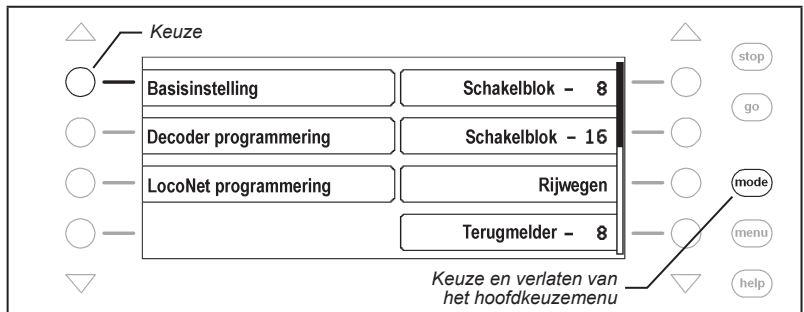 Keuze
stop
Basisinstelling
Schakelblok – 8
go
Decoder programmering
Schakelblok – 16
LocoNet programmering
Rijwegen
mode
Terugmelder – 8
menu
Keuze en verlaten van
het hoofdkeuzemenu
help